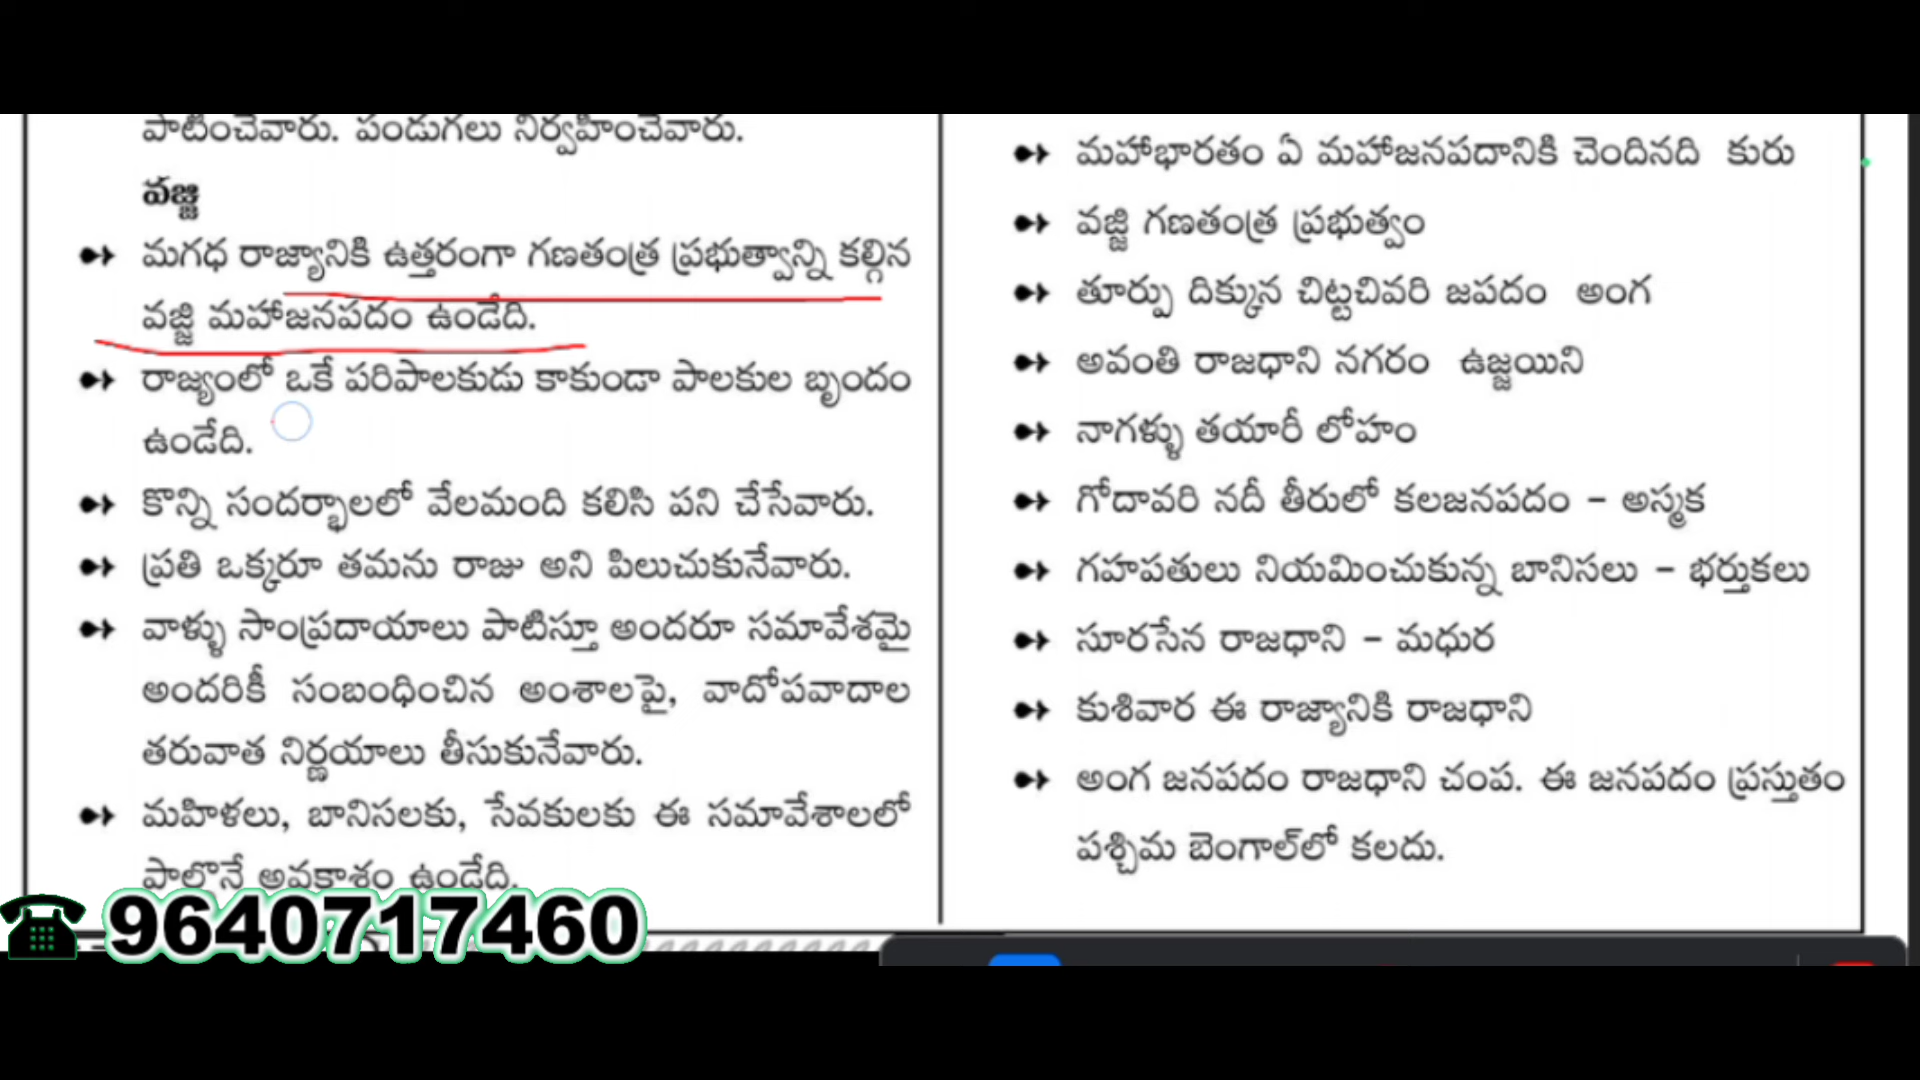 పాటించేవారు. పండుగలు నిర్వహించేవారు.
వజ్జి
మగధ రాజ్యానికి ఉత్తరంగా గణతంత్ర ప్రభుత్వాన్ని కల్గిన
వజ్జి మహాజనపదం ఉండేది.
రాజ్యంలో ఒకే పరిపాలకుడు కాకుండా పాలకుల బృందం
ఉండేది.
కొన్ని సందర్భాలలో వేలమంది కలిసి పని చేసేవారు.
ప్రతి ఒక్కరూ తమను రాజు అని పిలుచుకునేవారు.
వాళ్ళు సాంప్రదాయాలు పాటిస్తూ అందరూ సమావేశమై
అందరికీ సంబంధించిన అంశాలపై, వాదోపవాదాల
తరువాత నిర్ణయాలు తీసుకునేవారు.
మహిళలు, బానిసలకు, సేవకులకు ఈ సమావేశాలలో
పాల్గొనే అవకాశం ఉండేది.
మహాభారతం ఏ మహాజనపదానికి చెందినది కురు
వజ్జి గణతంత్ర ప్రభుత్వం
తూర్పు దిక్కున చిట్టచివరి జపదం అంగ
అవంతి రాజధాని నగరం ఉజ్జయిని
నాగళ్ళు తయారీ లోహం
గోదావరి నదీ తీరులో కలజనపదం - అస్మక
గహపతులు నియమించుకున్న బానిసలు - భర్తుకలు
సూరసేన రాజధాని - మధుర
కుశివార ఈ రాజ్యానికి రాజధాని
అంగ జనపదం రాజధాని చంప. ఈ జనపదం ప్రస్తుతం
పశ్చిమ బెంగాల్‌లో కలదు.
9640717460